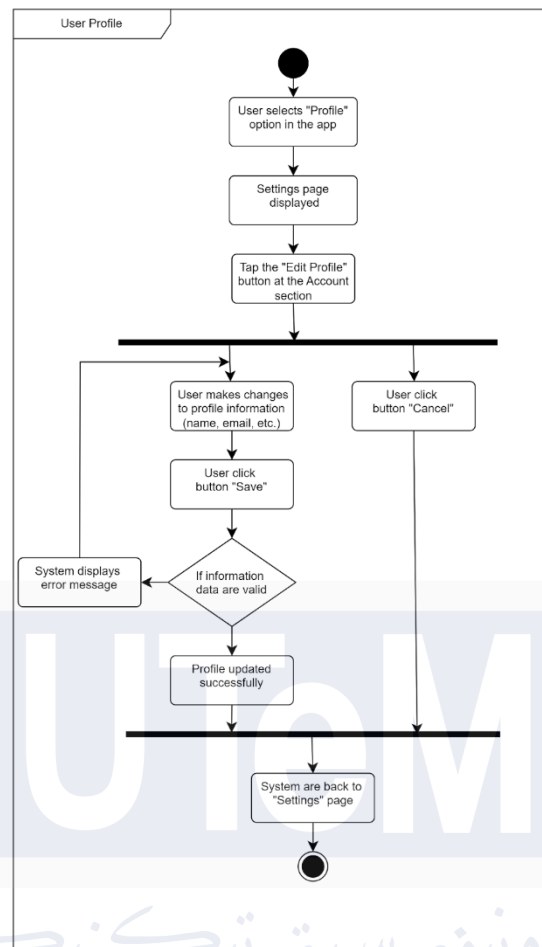 User Profile
User selects "Profile"
option in the app
Settings page
displayed
Tap the "Edit Profile"
button at the Account
section
User makes changes
to profile information
(name, email, etc.)
User click
button "Cancel"
User click
button "Save"
System displays
error message
If information
data are valid
Profile updated
successfully
System are back to
"Settings" page
UTeM